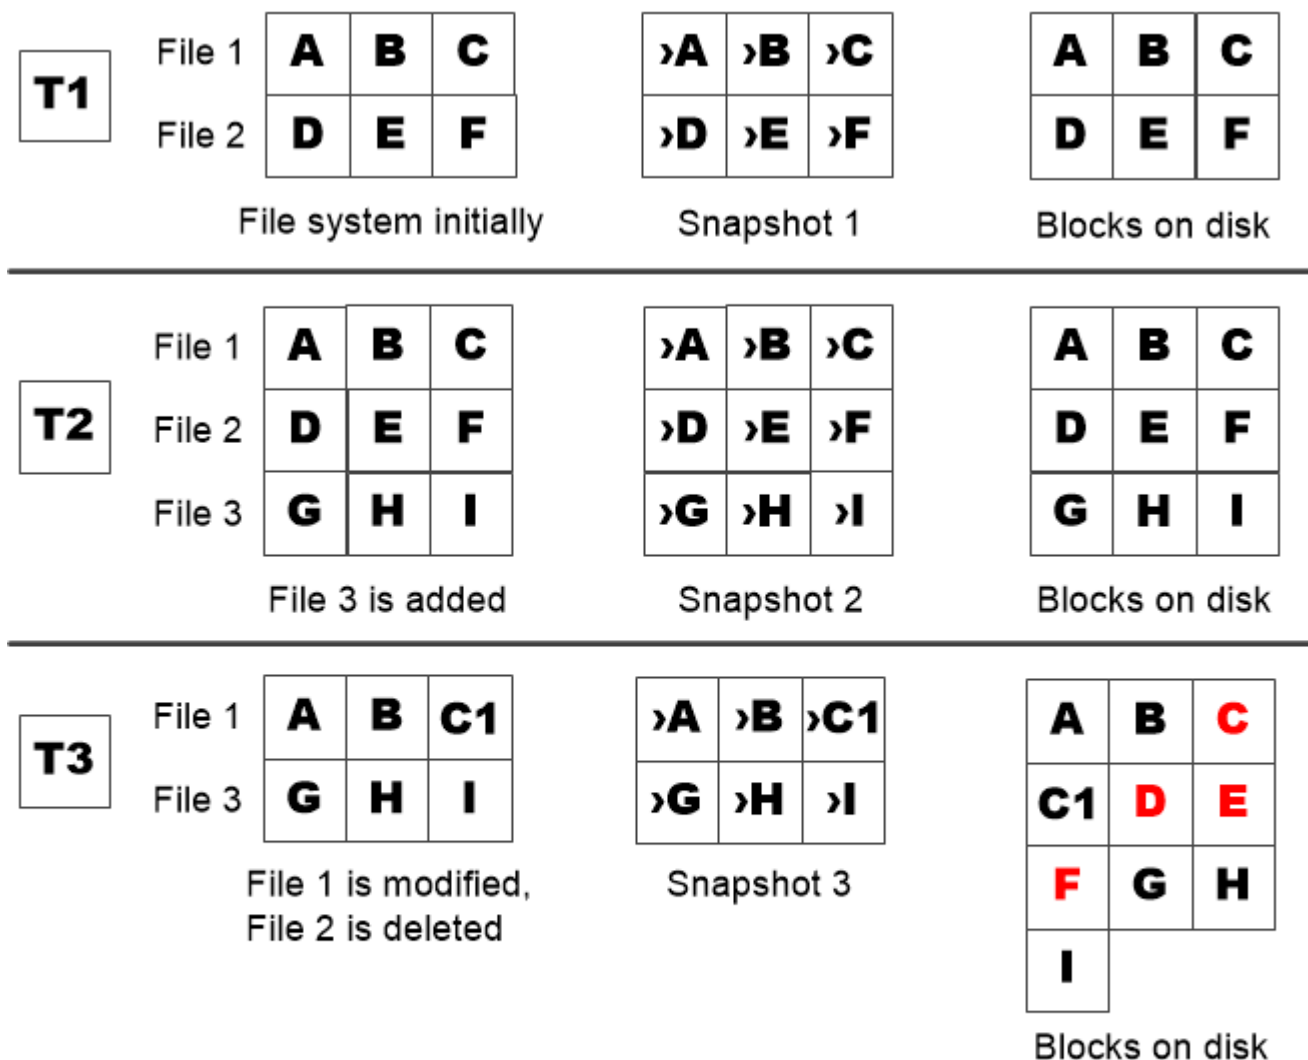 T1
File 1 A B C ›A ›B ›C A B C
File 2 D E F ›D ›E ›F D E F
File system initially Snapshot 1 Blocks on disk
T2
File 1 A B C ›A ›B ›C A B C
File 2 D E F ›D ›E ›F D E F
File 3 G H I ›G ›H ›I G H I
File 3 is added Snapshot 2 Blocks on disk
T3
File 1 A B C1 ›A ›B ›C1 A B C
File 3 G H I ›G ›H ›I C1 D E
File 1 is modified, Snapshot 3 F G H
File 2 is deleted
I
Blocks on disk